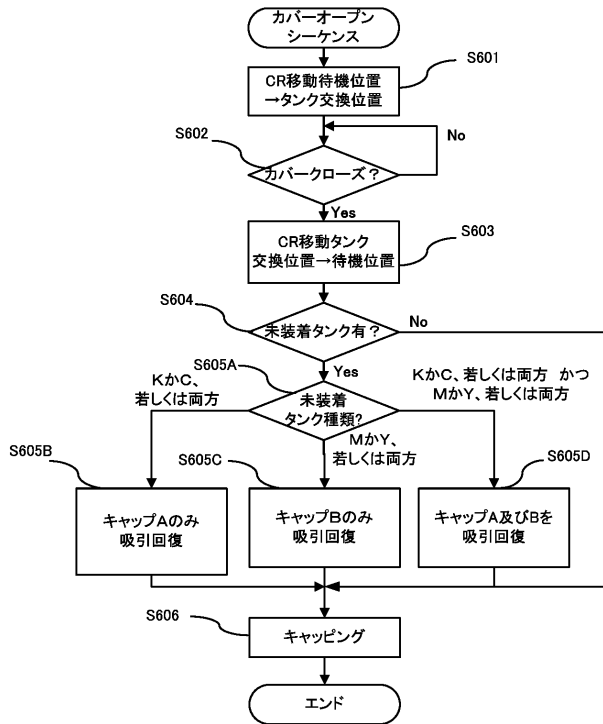 カバーオープン
シーケンス
S601
CR移動待機位置
→タンク交換位置
No
S602
カバークローズ？
Yes
S603
CR移動タンク
交換位置→待機位置
S604
未装着タンク有？
No
Yes
S605A
KかC、
若しくは両方
未装着
タンク種類?
KかC、若しくは両方 かつ
MかY、若しくは両方
MかY、
若しくは両方
S605B
S605C
S605D
キャップAのみ
吸引回復
キャップBのみ
吸引回復
キャップA及びBを
吸引回復
S606
キャッピング
エンド